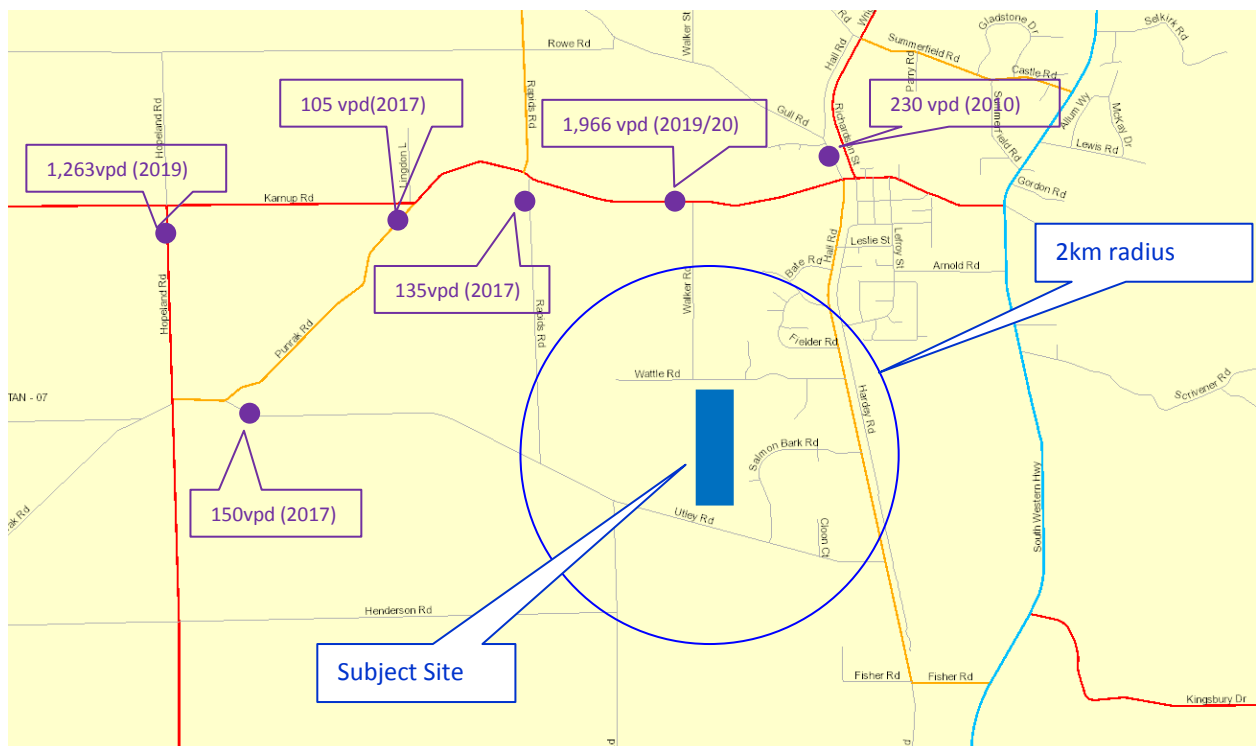 Rowe Rd
Walker St
Hall Rd
Gladstone Dr
Selkirk Rd
Summerfield Rd
Parry Rd
Castle Rd
Allum Wy
McKay Dr
Lewis Rd
Summerfield Rd
Gordon Rd
Hopeland Rd
Rapids Rd
Gull Rd
Richardson St
105 vpd(2017)
1,966 vpd (2019/20)
230 vpd (2010)
1,263vpd (2019)
Lingdon L
Karnup Rd
135vpd (2017)
Hall Rd
Leslie St
Lefroy St
Arnold Rd
Bate Rd
2km radius
Hopeland Rd
Punrak Rd
Rapids Rd
Walker Rd
Fielder Rd
Wattle Rd
Hardey Rd
Scrivener Rd
TAN - 07
Salmon Bark Rd
150vpd (2017)
Utley Rd
Cloon Ct
South Western Hwy
Henderson Rd
Subject Site
Fisher Rd
Fisher Rd
Kingsbury Dr